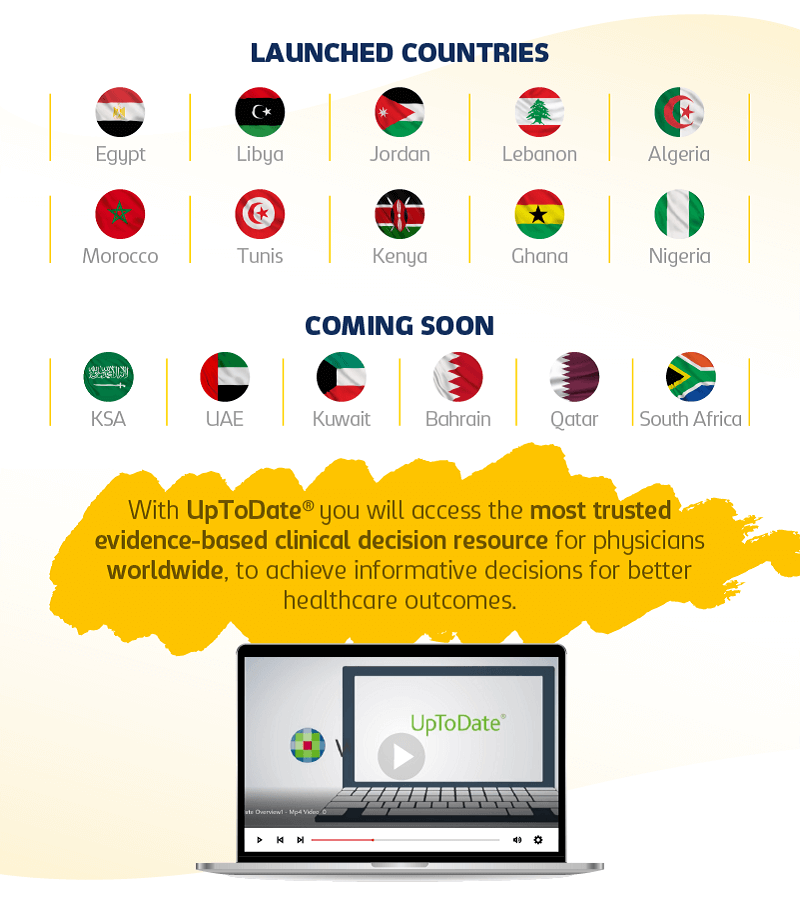 LAUNCHED COUNTRIES
Egypt
Libya
Jordan
Lebanon
Algeria
Morocco
Tunis
Kenya
Ghana
Nigeria
COMING SOON
KSA
UAE
Kuwait
Bahrain
Qatar
South Africa
With UpToDate® you will access the most trusted
evidence-based clinical decision resource for physicians
worldwide, to achieve informative decisions for better
healthcare outcomes.
UpToDate®
ate Overview! - Mp4 Video